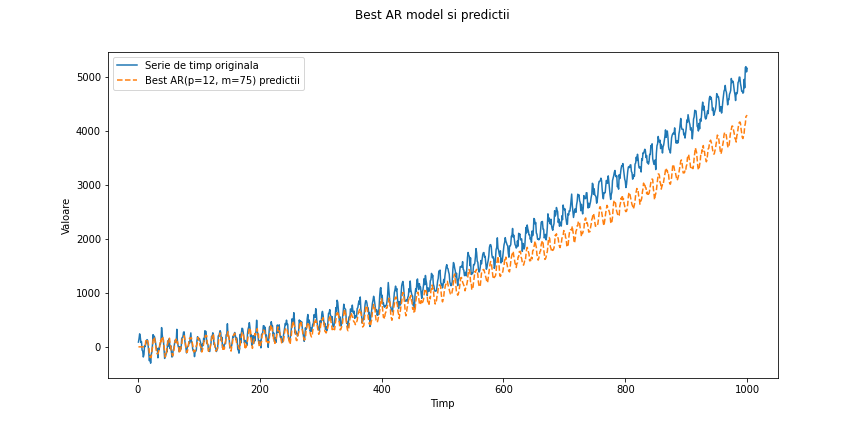 Best AR model si predictii
Serie de timp originala
Best AR(p=12, m=75) predictii
5000
4000
3000
2000
1000
0
Valoare
0 200 400 600 800 1000
Timp